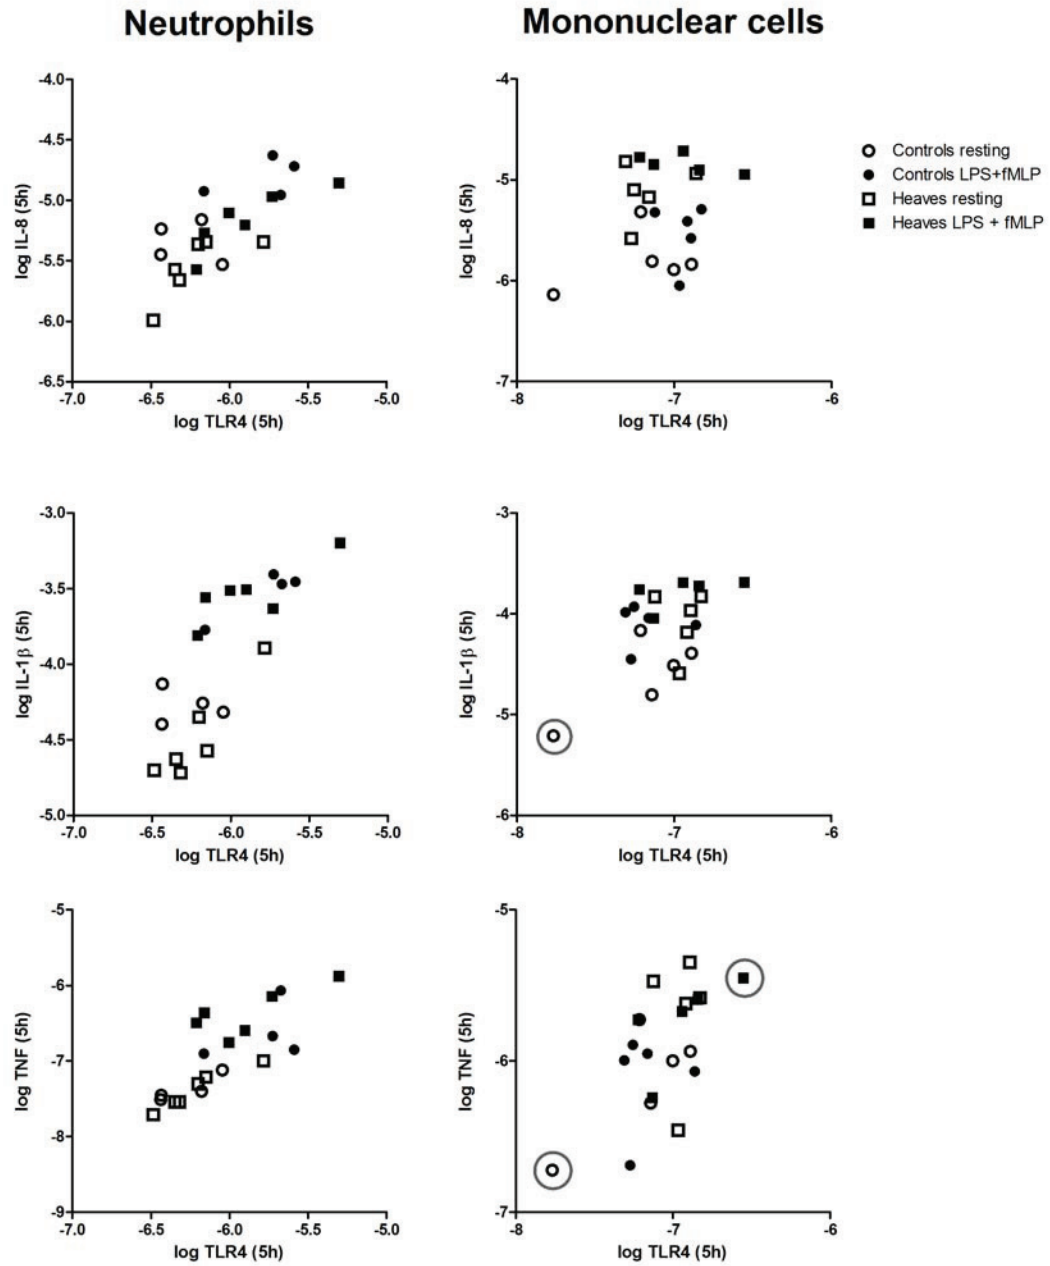 Neutrophils
Mononuclear cells
-4.0
-4.5
-5.0
-5.5
-6.0
-6.5
log IL-8 (5h)
-7.0 -6.5 -6.0 -5.5 -5.0
log TLR4 (5h)
-4
-5
-6
-7
log IL-8 (5h)
-8 -7 -6
log TLR4 (5h)
Controls resting
Controls LPS+fMLP
Heaves resting
Heaves LPS + fMLP
-3.0
-3.5
-4.0
-4.5
-5.0
log IL-1β (5h)
-7.0 -6.5 -6.0 -5.5 -5.0
log TLR4 (5h)
-3
-4
-5
-6
log IL-1β (5h)
-8 -7 -6
log TLR4 (5h)
-5
-6
-7
-8
-9
log TNF (5h)
-7.0 -6.5 -6.0 -5.5 -5.0
log TLR4 (5h)
-5
-6
-7
log TNF (5h)
-8 -7 -6
log TLR4 (5h)